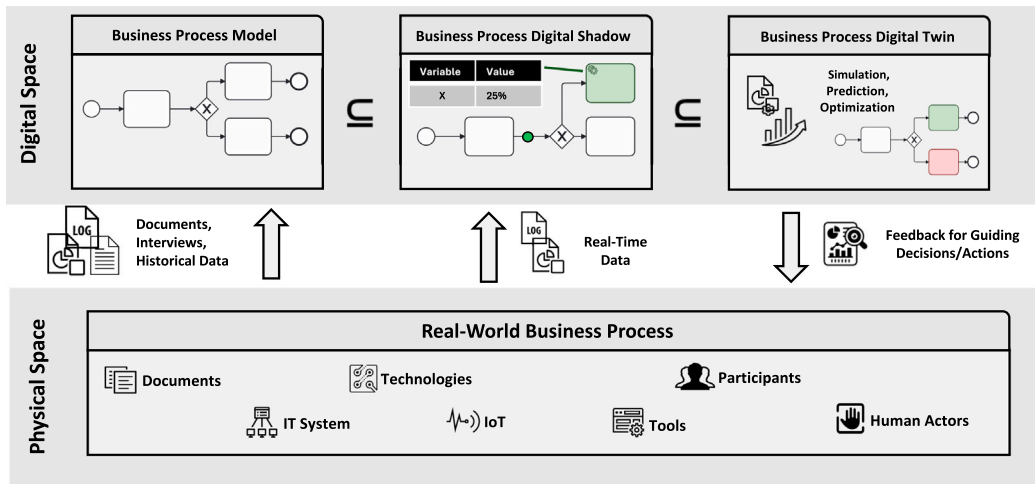 Digital Space
Business Process Model
X
Business Process Digital Shadow
Variable Value
X 25%
X
Business Process Digital Twin
Simulation,
Prediction,
Optimization
X
⊆
⊆
LOG
Documents,
Interviews,
Historical Data
LOG
Real-Time
Data
Feedback for Guiding
Decisions/Actions
Physical Space
Real-World Business Process
Documents
Technologies
Participants
IT System
IoT
Tools
Human Actors